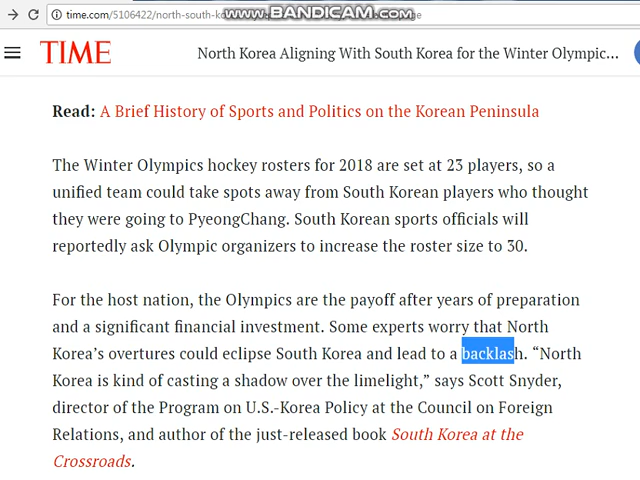 time.com/5106422/north-south-k
www.BANDICAM.com
ge
TIME
North Korea Aligning With South Korea for the Winter Olympic...
Read: A Brief History of Sports and Politics on the Korean Peninsula
The Winter Olympics hockey rosters for 2018 are set at 23 players, so a
unified team could take spots away from South Korean players who thought
they were going to PyeongChang. South Korean sports officials will
reportedly ask Olympic organizers to increase the roster size to 30.
For the host nation, the Olympics are the payoff after years of preparation
and a significant financial investment. Some experts worry that North
Korea’s overtures could eclipse South Korea and lead to a backlash. “North
Korea is kind of casting a shadow over the limelight,” says Scott Snyder,
director of the Program on U.S.-Korea Policy at the Council on Foreign
Relations, and author of the just-released book South Korea at the
Crossroads.